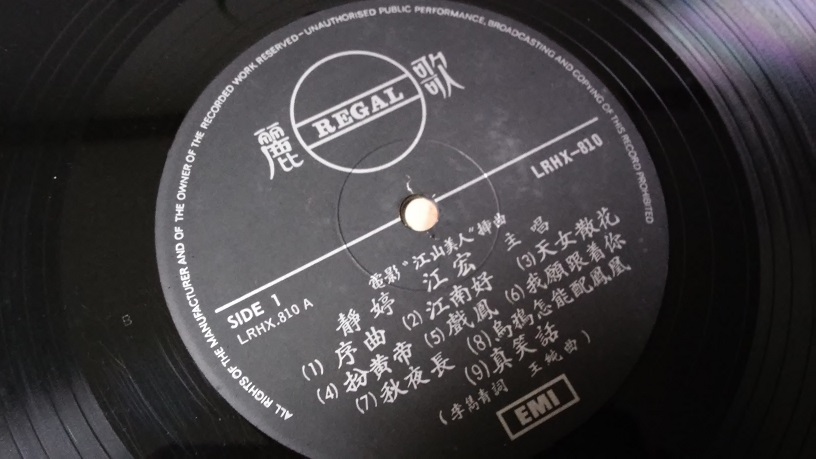 ALL RIGHTS OF THE MANUFACTURER AND OF THE OWNER OF THE RECORDED WORK RESERVED-UNAUTHORISED PUBLIC PERFORMANCE, BROADCASTING AND COPYING OF THIS RECORD PROHIBITED
麗 REGAL 歌
LRHX-810
SIDE 1
LRHX.810 A
電影“江山美人”插曲
靜婷 江宏 主唱
(1) 序曲 (2) 江南好 (3) 天女散花
(4) 扮黄帝 (5) 戲鳳 (6) 我願跟着你
(7) 秋夜長 (8) 烏鴉怎能配鳳凰
(9) 真笑話
(李雋青詞 王純曲)
EMI